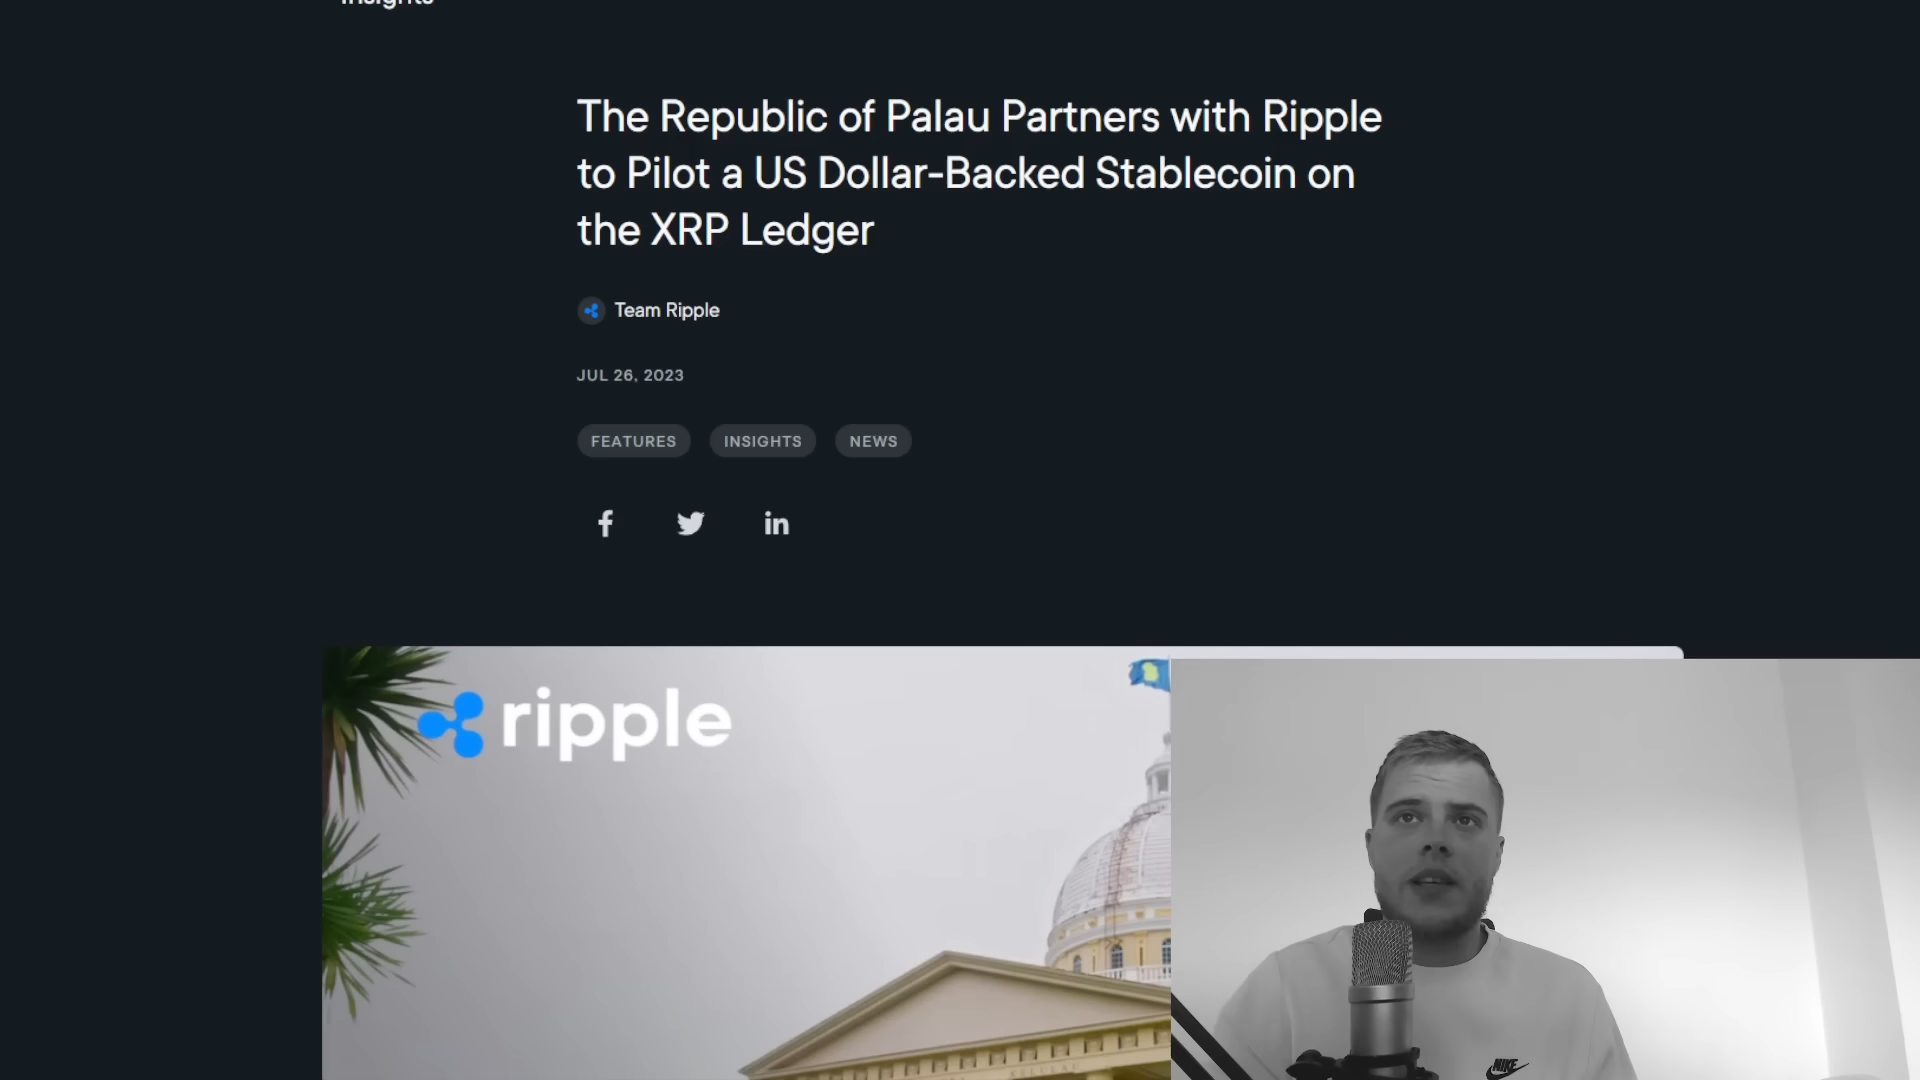 Insights
The Republic of Palau Partners with Ripple
to Pilot a US Dollar-Backed Stablecoin on
the XRP Ledger
Team Ripple
JUL 26, 2023
FEATURES INSIGHTS NEWS
ripple
NIKE